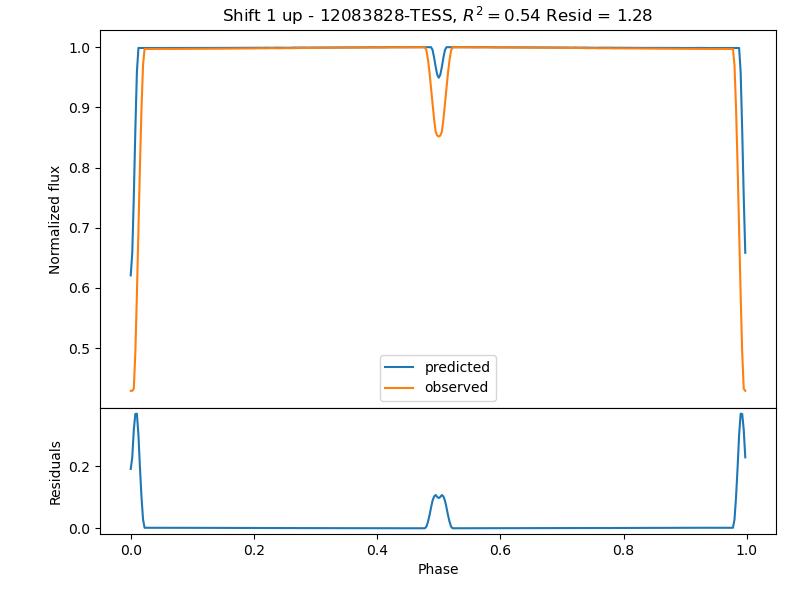 Shift 1 up - 12083828-TESS, R² = 0.54 Resid = 1.28
1.0
0.9
0.8
0.7
0.6
0.5
Normalized flux
predicted
observed
0.2
0.0
Residuals
0.0 0.2 0.4 0.6 0.8 1.0
Phase